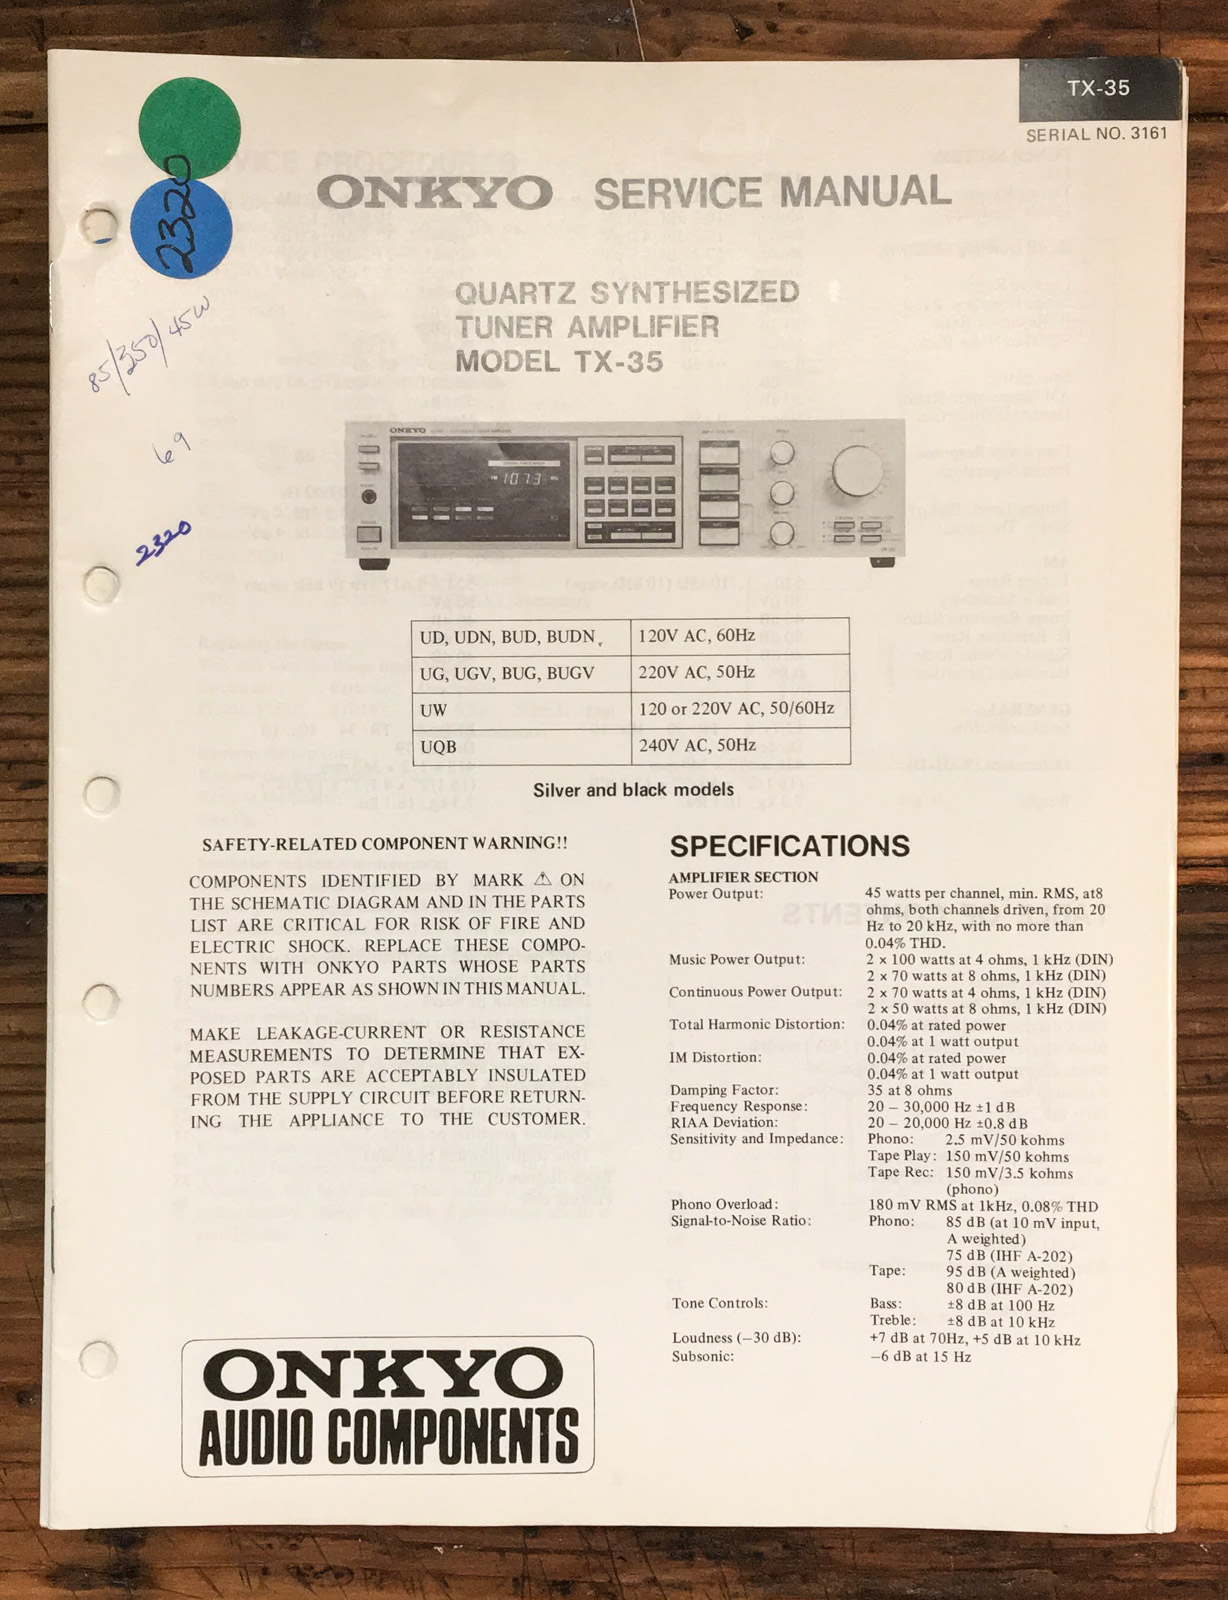 TX-35
SERIAL NO. 3161
ONKYO SERVICE MANUAL
2320
85/350/45W
69
2320
QUARTZ SYNTHESIZED
TUNER AMPLIFIER
MODEL TX-35
ONKYO
107.3
UD, UDN, BUD, BUDN 120V AC, 60Hz
UG, UGV, BUG, BUGV 220V AC, 50Hz
UW 120 or 220V AC, 50/60Hz
UQB 240V AC, 50Hz
Silver and black models
SAFETY-RELATED COMPONENT WARNING!!
COMPONENTS IDENTIFIED BY MARK ⚠ ON
THE SCHEMATIC DIAGRAM AND IN THE PARTS
LIST ARE CRITICAL FOR RISK OF FIRE AND
ELECTRIC SHOCK. REPLACE THESE COMPO-
NENTS WITH ONKYO PARTS WHOSE PARTS
NUMBERS APPEAR AS SHOWN IN THIS MANUAL.
MAKE LEAKAGE-CURRENT OR RESISTANCE
MEASUREMENTS TO DETERMINE THAT EX-
POSED PARTS ARE ACCEPTABLY INSULATED
FROM THE SUPPLY CIRCUIT BEFORE RETURN-
ING THE APPLIANCE TO THE CUSTOMER.
ONKYO
AUDIO COMPONENTS
SPECIFICATIONS
AMPLIFIER SECTION
Power Output: 45 watts per channel, min. RMS, at8
ohms, both channels driven, from 20
Hz to 20 kHz, with no more than
0.04% THD.
Music Power Output: 2 x 100 watts at 4 ohms, 1 kHz (DIN)
2 x 70 watts at 8 ohms, 1 kHz (DIN)
Continuous Power Output: 2 x 70 watts at 4 ohms, 1 kHz (DIN)
2 x 50 watts at 8 ohms, 1 kHz (DIN)
Total Harmonic Distortion: 0.04% at rated power
0.04% at 1 watt output
IM Distortion: 0.04% at rated power
0.04% at 1 watt output
Damping Factor: 35 at 8 ohms
Frequency Response: 20 – 30,000 Hz ±1 dB
RIAA Deviation: 20 – 20,000 Hz ±0.8 dB
Sensitivity and Impedance: Phono: 2.5 mV/50 kohms
Tape Play: 150 mV/50 kohms
Tape Rec: 150 mV/3.5 kohms
(phono)
Phono Overload: 180 mV RMS at 1kHz, 0.08% THD
Signal-to-Noise Ratio: Phono: 85 dB (at 10 mV input,
A weighted)
75 dB (IHF A-202)
Tape: 95 dB (A weighted)
80 dB (IHF A-202)
Tone Controls: Bass: ±8 dB at 100 Hz
Treble: ±8 dB at 10 kHz
Loudness (–30 dB): +7 dB at 70Hz, +5 dB at 10 kHz
Subsonic: –6 dB at 15 Hz